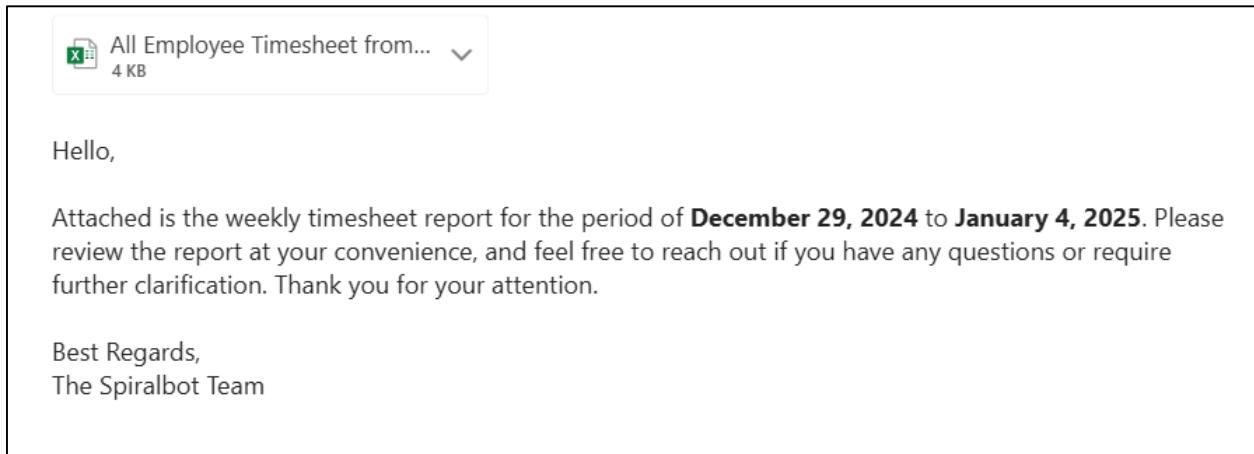 All Employee Timesheet from...
4 KB
Hello,
Attached is the weekly timesheet report for the period of December 29, 2024 to January 4, 2025. Please
review the report at your convenience, and feel free to reach out if you have any questions or require
further clarification. Thank you for your attention.
Best Regards,
The Spiralbot Team